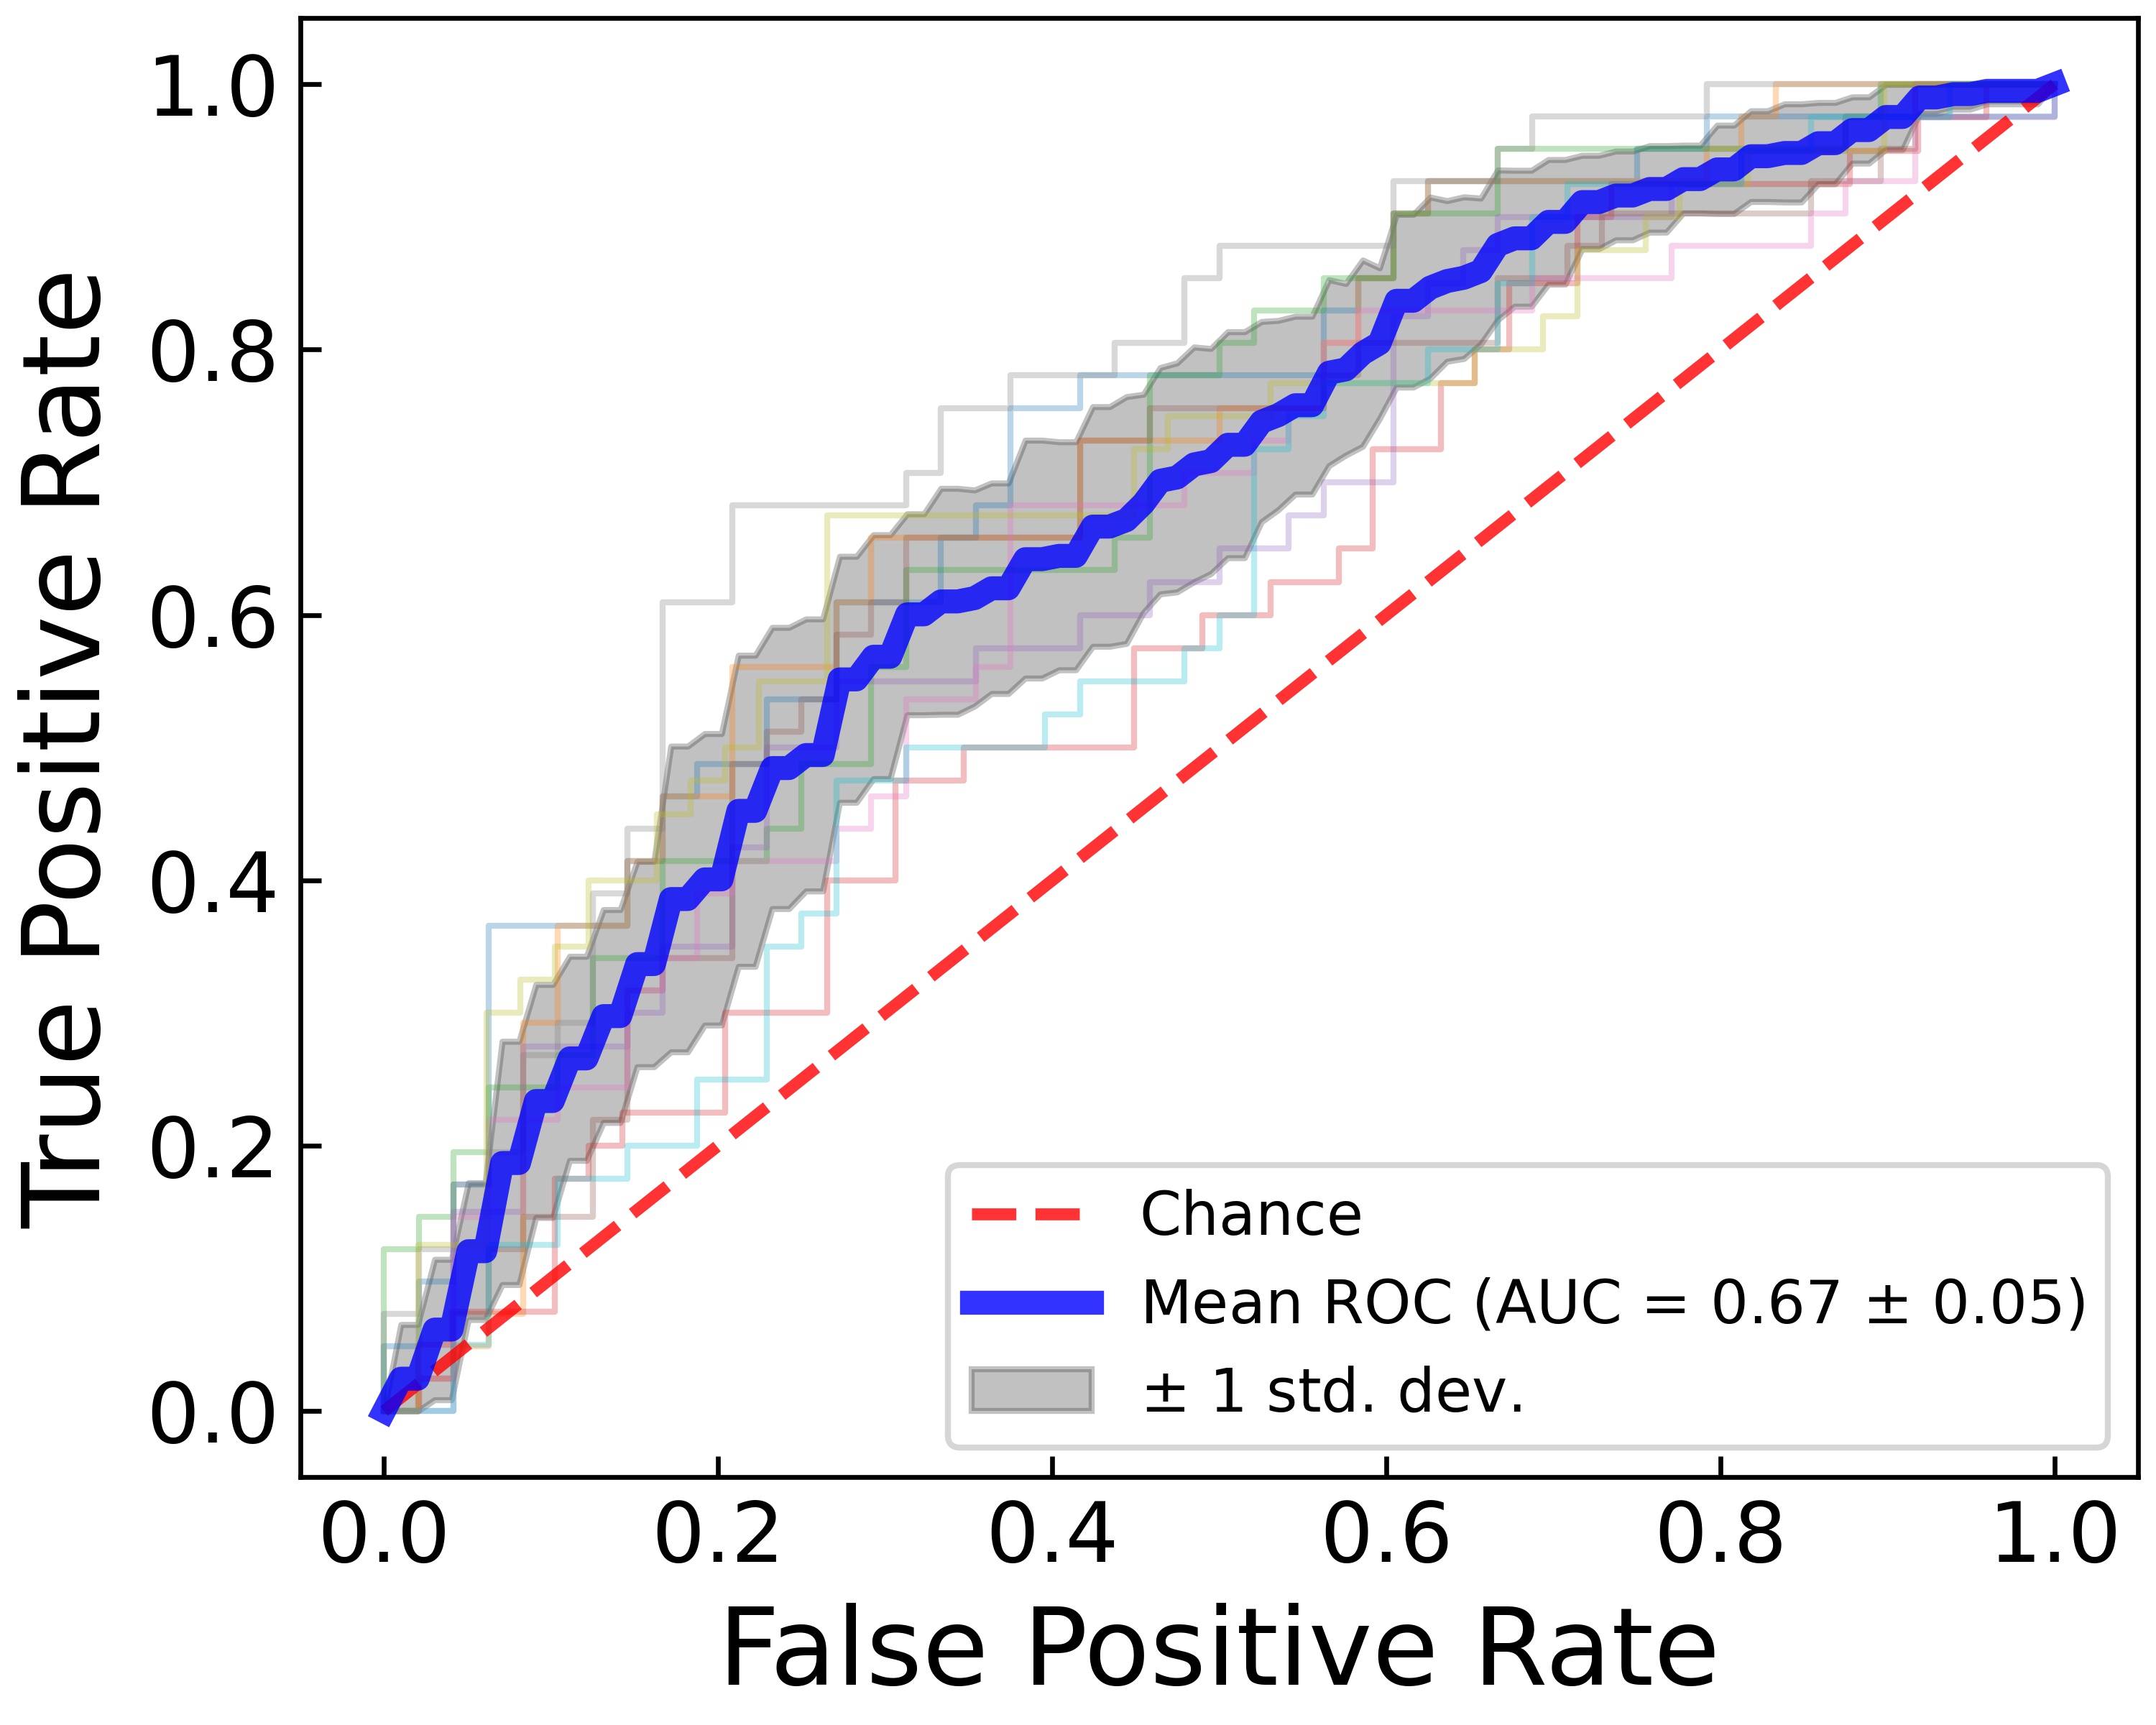 True Positive Rate
1.0
0.8
0.6
0.4
0.2
0.0
Chance
Mean ROC (AUC = 0.67 ± 0.05)
± 1 std. dev.
0.0 0.2 0.4 0.6 0.8 1.0
False Positive Rate